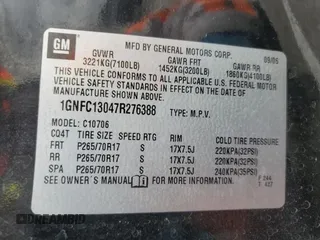 GM
MFD BY GENERAL MOTORS CORP. 09/06
GVWR GAWR FRT GAWR RR
3221KG(7100LB) 1452KG(3200LB) 1860KG(4100LB)
THIS VEHICLE CONFORMS TO ALL APPLICABLE U.S. FEDERAL MOTOR
VEHICLE SAFETY STANDARDS IN EFFECT ON THE DATE OF
MANUFACTURE SHOWN ABOVE.
1GNFC13047R276388 TYPE: M.P.V.
MODEL: C10706
CQ4T TIRE SIZE SPEED RTG RIM COLD TIRE PRESSURE
FRT P265/70R17 S 17X7.5J 220KPA(32PSI)
RR P265/70R17 S 17X7.5J 220KPA(32PSI)
SPA P265/70R17 S 17X7.5J 240KPA(35PSI)
SEE OWNER'S MANUAL FOR MORE INFORMATION
DREAMBID